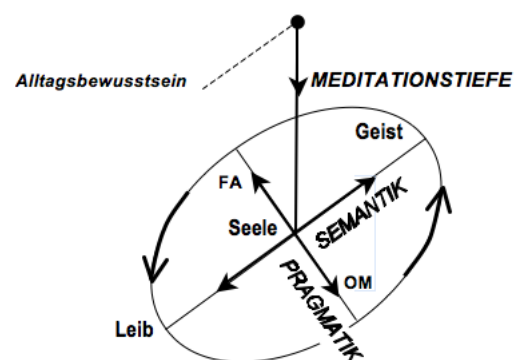 Alltagsbewusstsein
MEDITATIONSTIEFE
Geist
FA
Seele
SEMANTIK
OM
PRAGMATIK
Leib